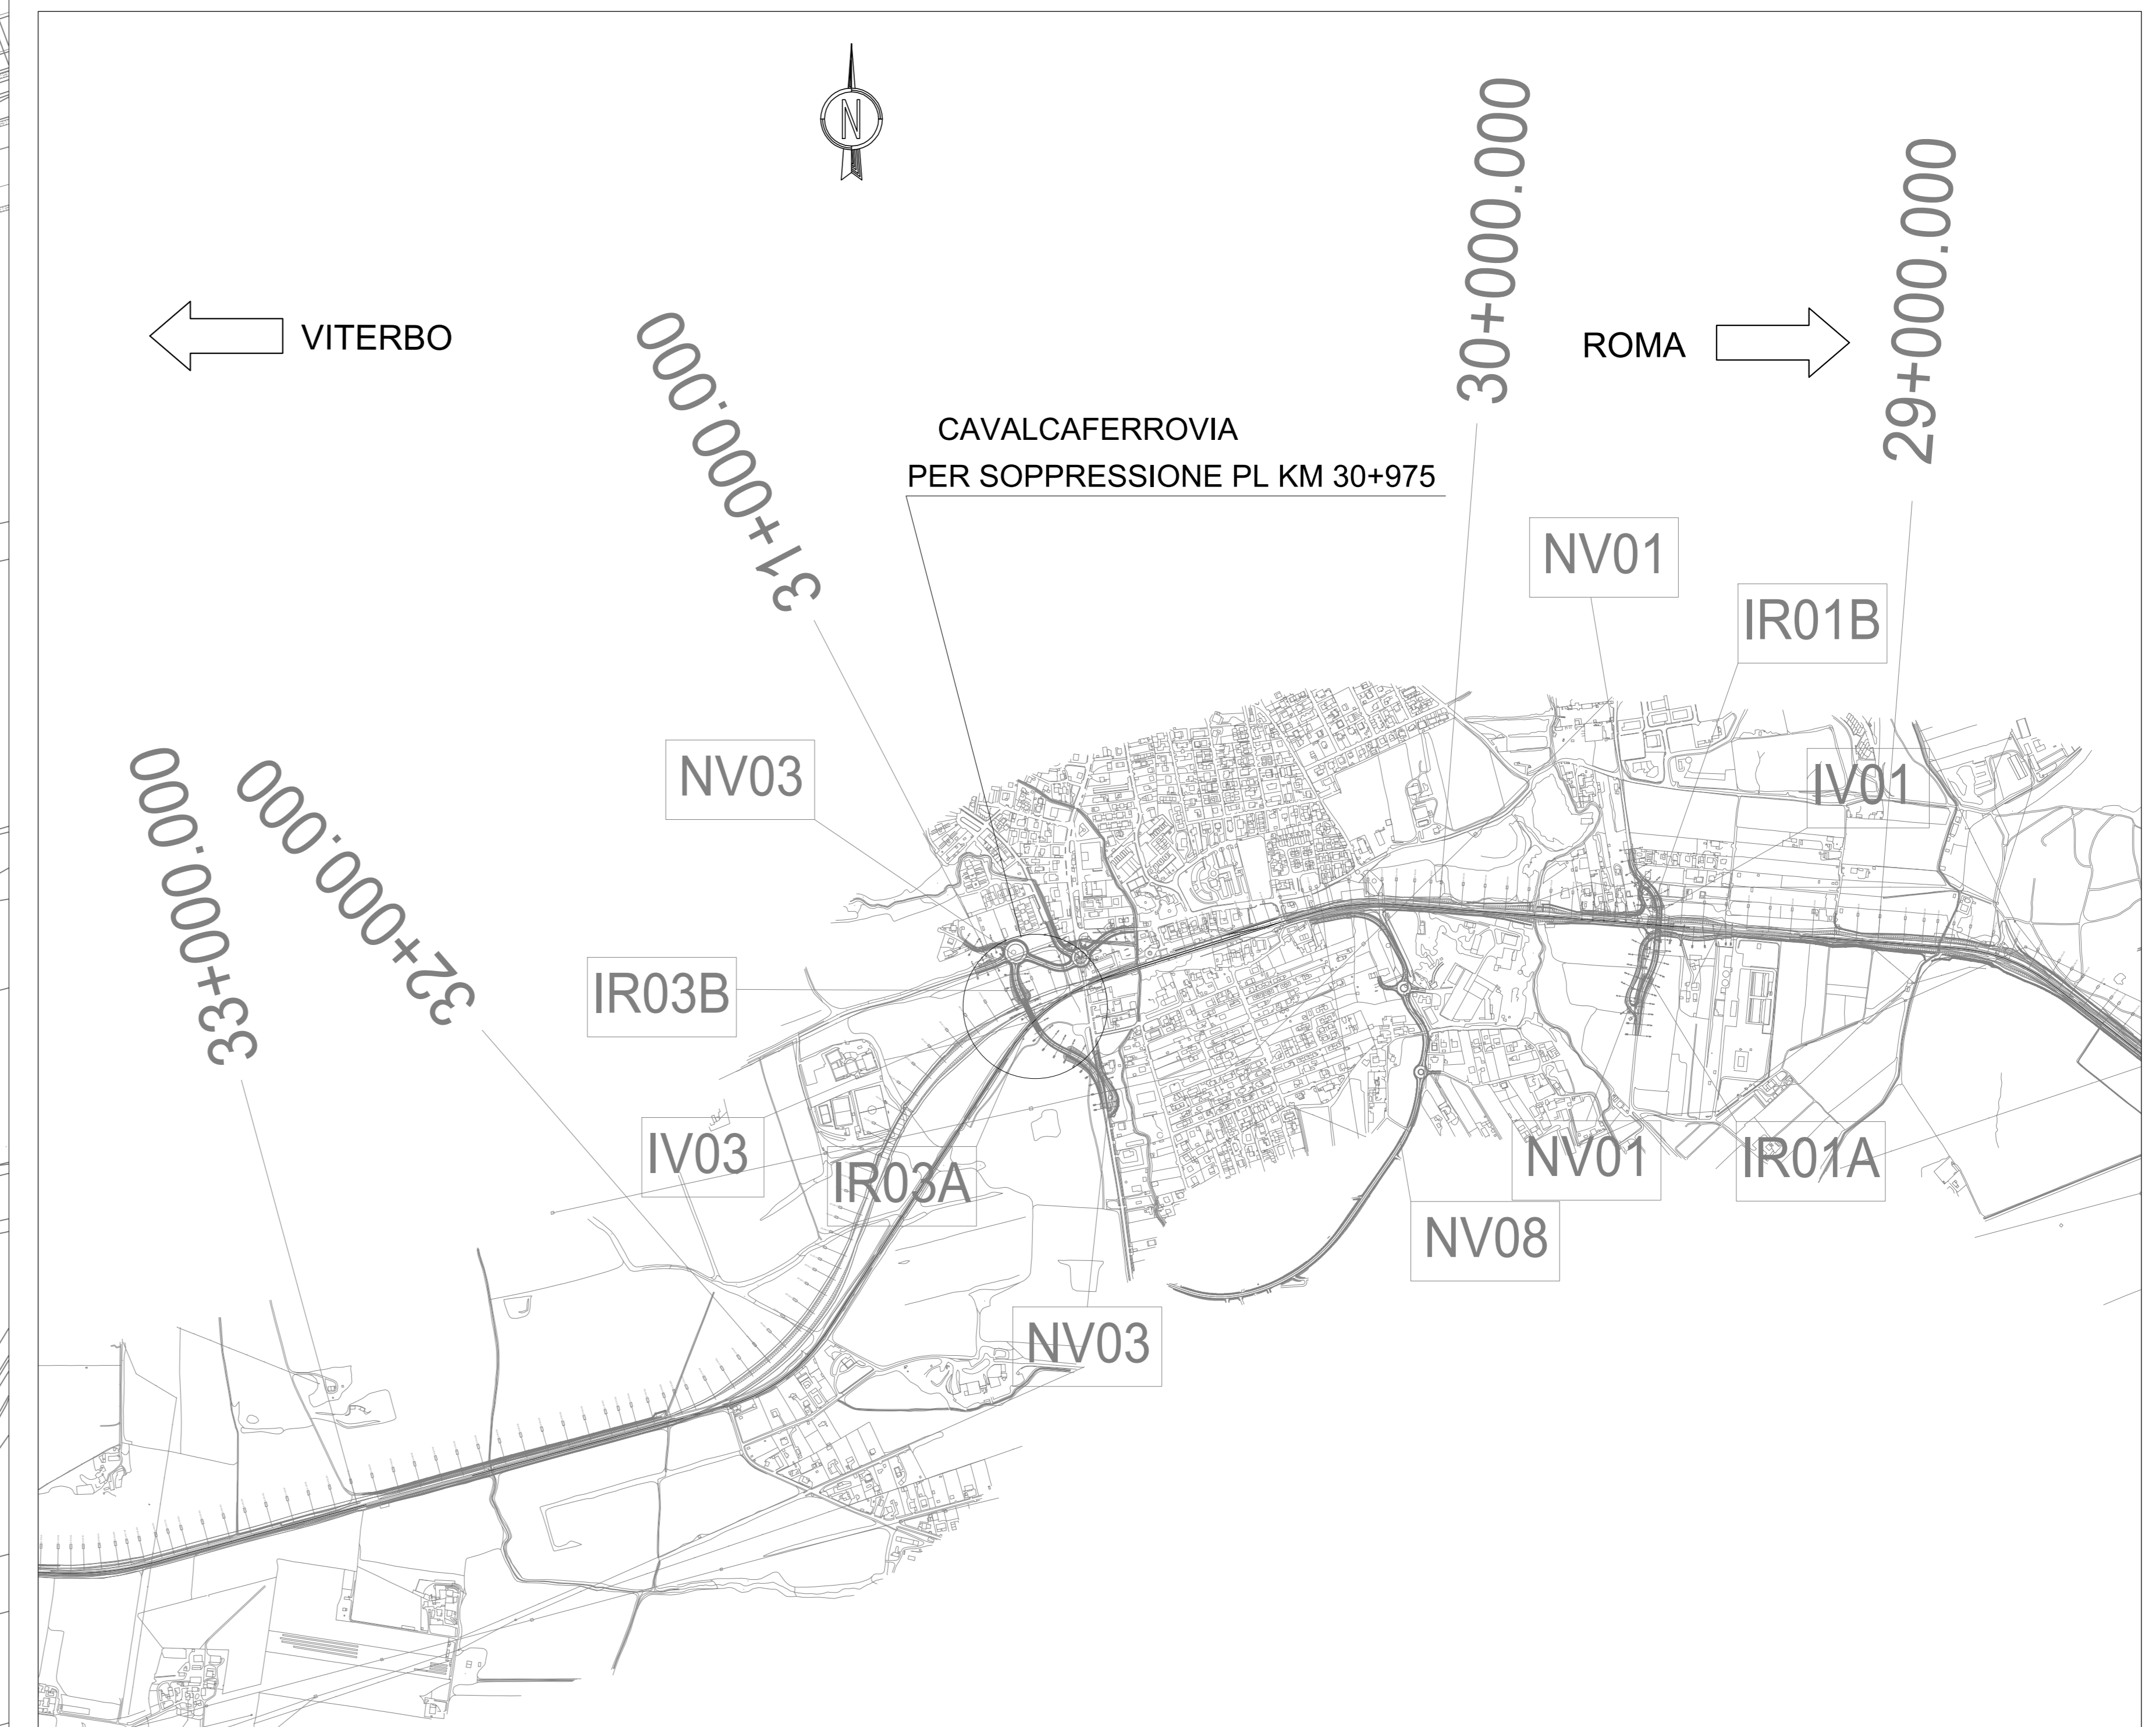 N
30+000.000
29+000.000
VITERBO
ROMA
31+000.000
CAVALCAFERROVIA
PER SOPPRESSIONE PL KM 30+975
NV01
IR01B
NV03
IV01
33+000.000
32+000.000
IR03B
IV03
IR03A
NV01
IR01A
NV08
NV03